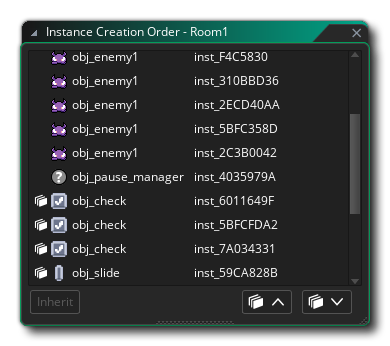 Instance Creation Order - Room1
obj_enemy1 inst_F4C5830
obj_enemy1 inst_310BBD36
obj_enemy1 inst_2ECD40AA
obj_enemy1 inst_5BFC358D
obj_enemy1 inst_2C3B0042
obj_pause_manager inst_4035979A
obj_check inst_6011649F
obj_check inst_5BFCFDA2
obj_check inst_7A034331
obj_slide inst_59CA828B
Inherit